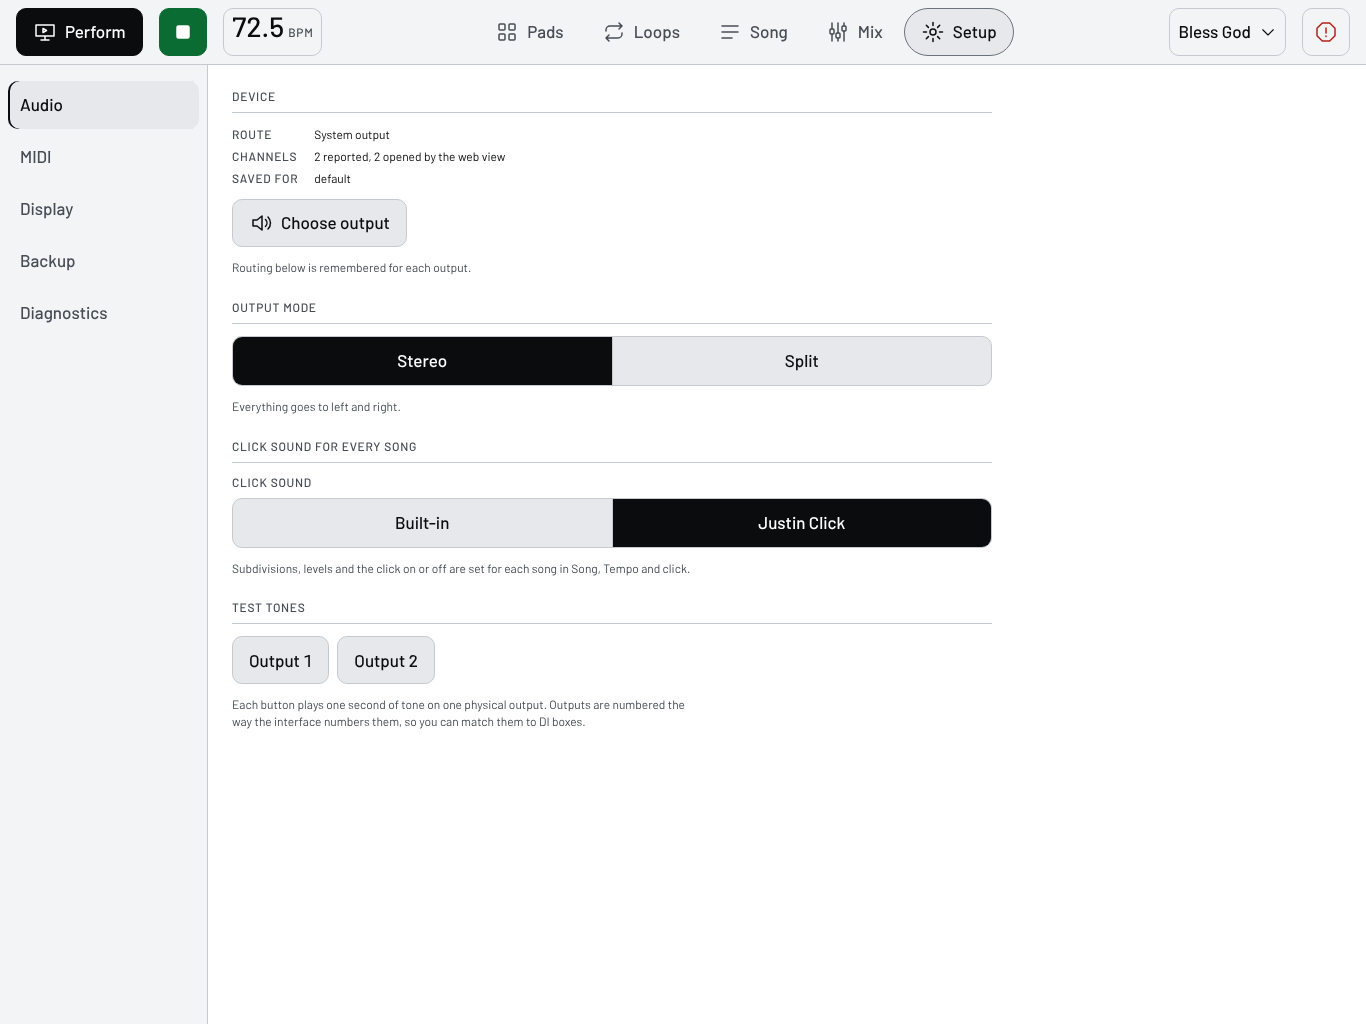 Perform
72.5 BPM
Pads
Loops
Song
Mix
Setup
Bless God
Audio
MIDI
Display
Backup
Diagnostics
DEVICE
ROUTE System output
CHANNELS 2 reported, 2 opened by the web view
SAVED FOR default
Choose output
Routing below is remembered for each output.
OUTPUT MODE
Stereo
Split
Everything goes to left and right.
CLICK SOUND FOR EVERY SONG
CLICK SOUND
Built-in
Justin Click
Subdivisions, levels and the click on or off are set for each song in Song, Tempo and click.
TEST TONES
Output 1
Output 2
Each button plays one second of tone on one physical output. Outputs are numbered the
way the interface numbers them, so you can match them to DI boxes.